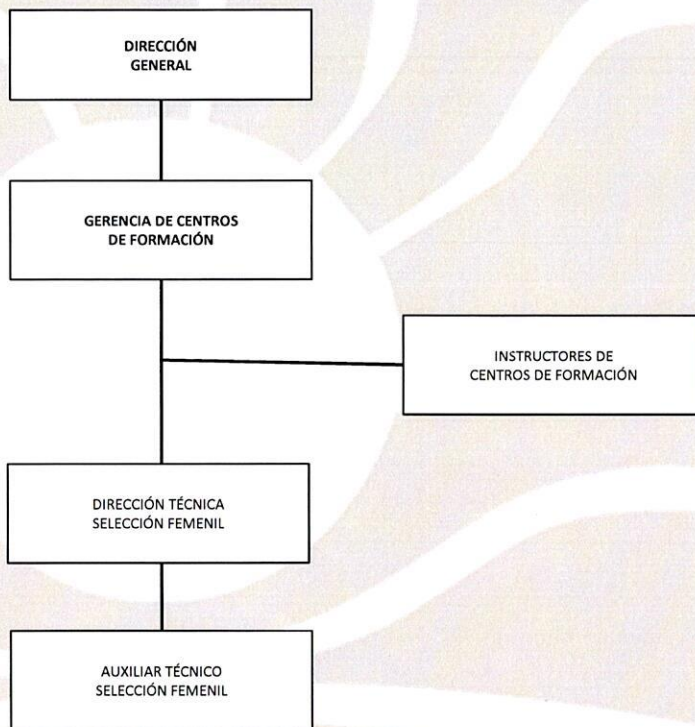 DIRECCIÓN
GENERAL
GERENCIA DE CENTROS
DE FORMACIÓN
INSTRUCTORES DE
CENTROS DE FORMACIÓN
DIRECCIÓN TÉCNICA
SELECCIÓN FEMENIL
AUXILIAR TÉCNICO
SELECCIÓN FEMENIL